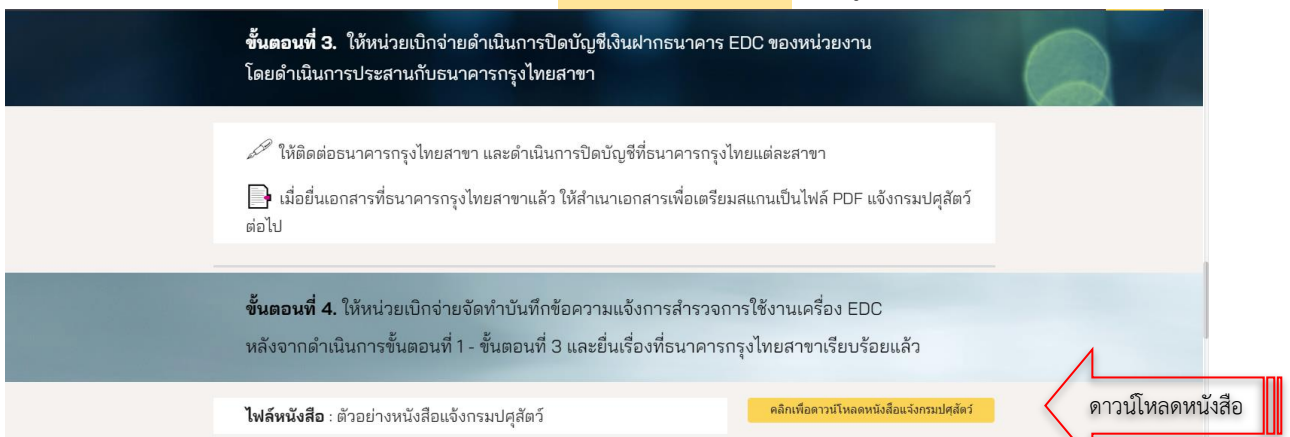 ขั้นตอนที่ 3. ให้หน่วยเบิกจ่ายดำเนินการปิดบัญชีเงินฝากธนาคาร EDC ของหน่วยงาน
โดยดำเนินการประสานกับธนาคารกรุงไทยสาขา
ให้ติดต่อธนาคารกรุงไทยสาขา และดำเนินการปิดบัญชีที่ธนาคารกรุงไทยแต่ละสาขา
เมื่อยื่นเอกสารที่ธนาคารกรุงไทยสาขาแล้ว ให้สำเนาเอกสารเพื่อเตรียมสแกนเป็นไฟล์ PDF แจ้งกรมปศุสัตว์
ต่อไป
ขั้นตอนที่ 4. ให้หน่วยเบิกจ่ายจัดทำบันทึกข้อความแจ้งการสำรวจการใช้งานเครื่อง EDC
หลังจากดำเนินการขั้นตอนที่ 1 - ขั้นตอนที่ 3 และยื่นเรื่องที่ธนาคารกรุงไทยสาขาเรียบร้อยแล้ว
ไฟล์หนังสือ : ตัวอย่างหนังสือแจ้งกรมปศุสัตว์
คลิกเพื่อดาวน์โหลดหนังสือแจ้งกรมปศุสัตว์
ดาวน์โหลดหนังสือ